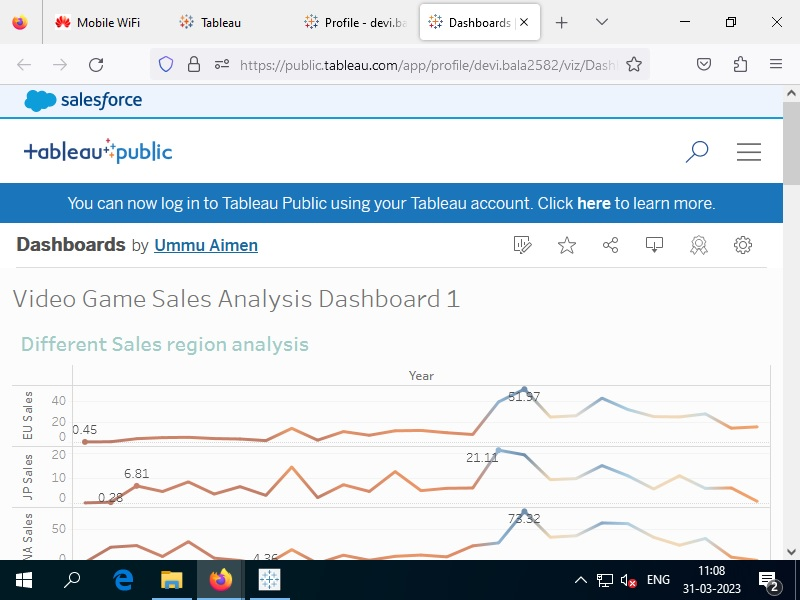 Mobile WiFi
Tableau
Profile - devi.ba
Dashboards
https://public.tableau.com/app/profile/devi.bala2582/viz/Dash
salesforce
+ableau public
You can now log in to Tableau Public using your Tableau account. Click here to learn more.
Dashboards by Ummu Aimen
Video Game Sales Analysis Dashboard 1
Different Sales region analysis
Year
EU Sales
40
20
0
0.45
51.97
JP Sales
20
10
0
0.28
6.81
21.11
NA Sales
50
0
4.36
73.32
ENG
11:08
31-03-2023
2